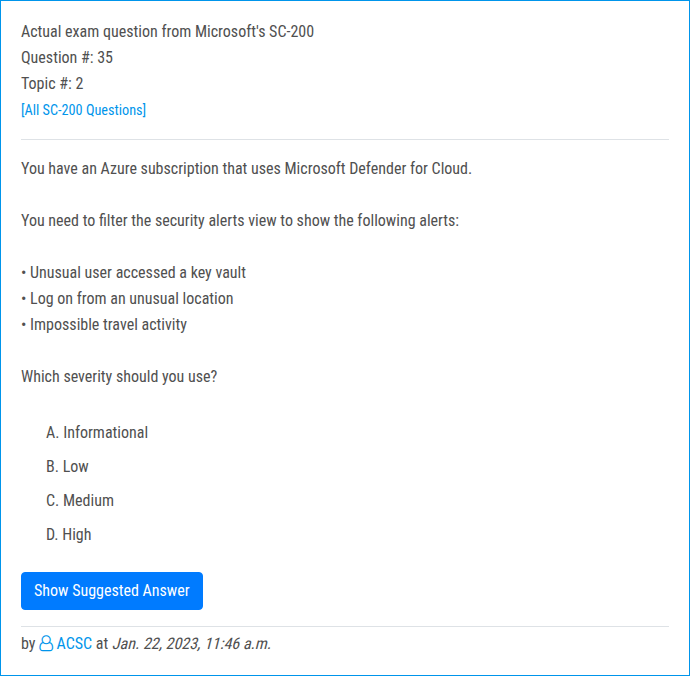 Actual exam question from Microsoft's SC-200
Question #: 35
Topic #: 2
[All SC-200 Questions]
You have an Azure subscription that uses Microsoft Defender for Cloud.
You need to filter the security alerts view to show the following alerts:
• Unusual user accessed a key vault
• Log on from an unusual location
• Impossible travel activity
Which severity should you use?
A. Informational
B. Low
C. Medium
D. High
Show Suggested Answer
by ACSC at Jan. 22, 2023, 11:46 a.m.